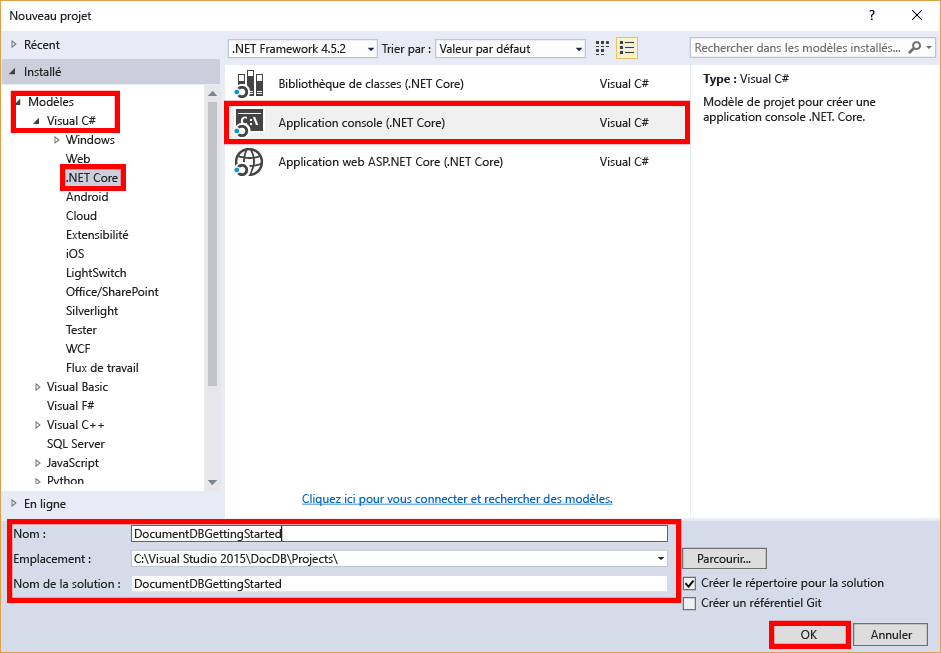 Nouveau projet
?
Récent
.NET Framework 4.5.2
Trier par :
Valeur par défaut
Rechercher dans les modèles installés...
Installé
Modèles
Visual C#
Windows
Web
.NET Core
Android
Cloud
Extensibilité
iOS
LightSwitch
Office/SharePoint
Silverlight
Tester
WCF
Flux de travail
Visual Basic
Visual F#
Visual C++
SQL Server
JavaScript
Python
En ligne
Bibliothèque de classes (.NET Core) Visual C#
C:\
Application console (.NET Core) Visual C#
Application web ASP.NET Core (.NET Core) Visual C#
Cliquez ici pour vous connecter et rechercher des modèles.
Type : Visual C#
Modèle de projet pour créer une
application console .NET. Core.
Nom : DocumentDBGettingStarted
Emplacement : C:\Visual Studio 2015\DocDB\Projects\
Nom de la solution : DocumentDBGettingStarted
Parcourir...
Créer le répertoire pour la solution
Créer un référentiel Git
OK
Annuler